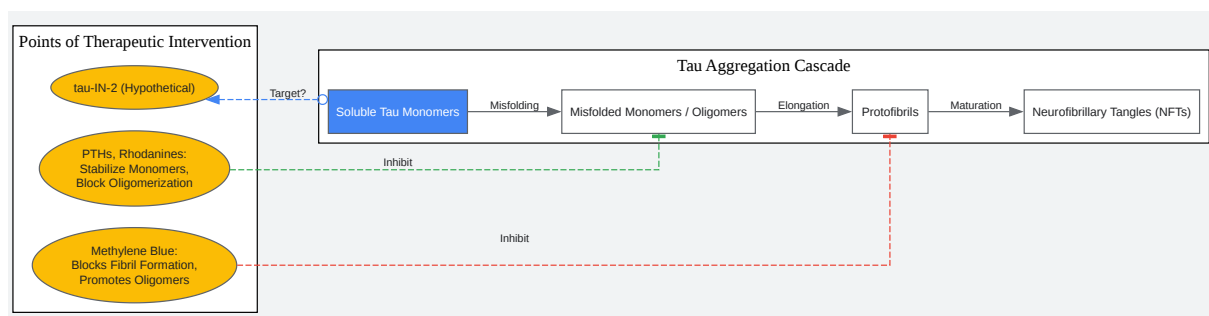 Points of Therapeutic Intervention
tau-IN-2 (Hypothetical)
PTHs, Rhodanines:
Stabilize Monomers,
Block Oligomerization
Methylene Blue:
Blocks Fibril Formation,
Promotes Oligomers
Target?
Inhibit
Inhibit
Tau Aggregation Cascade
Soluble Tau Monomers
Misfolding
Misfolded Monomers / Oligomers
Elongation
Protofibrils
Maturation
Neurofibrillary Tangles (NFTs)